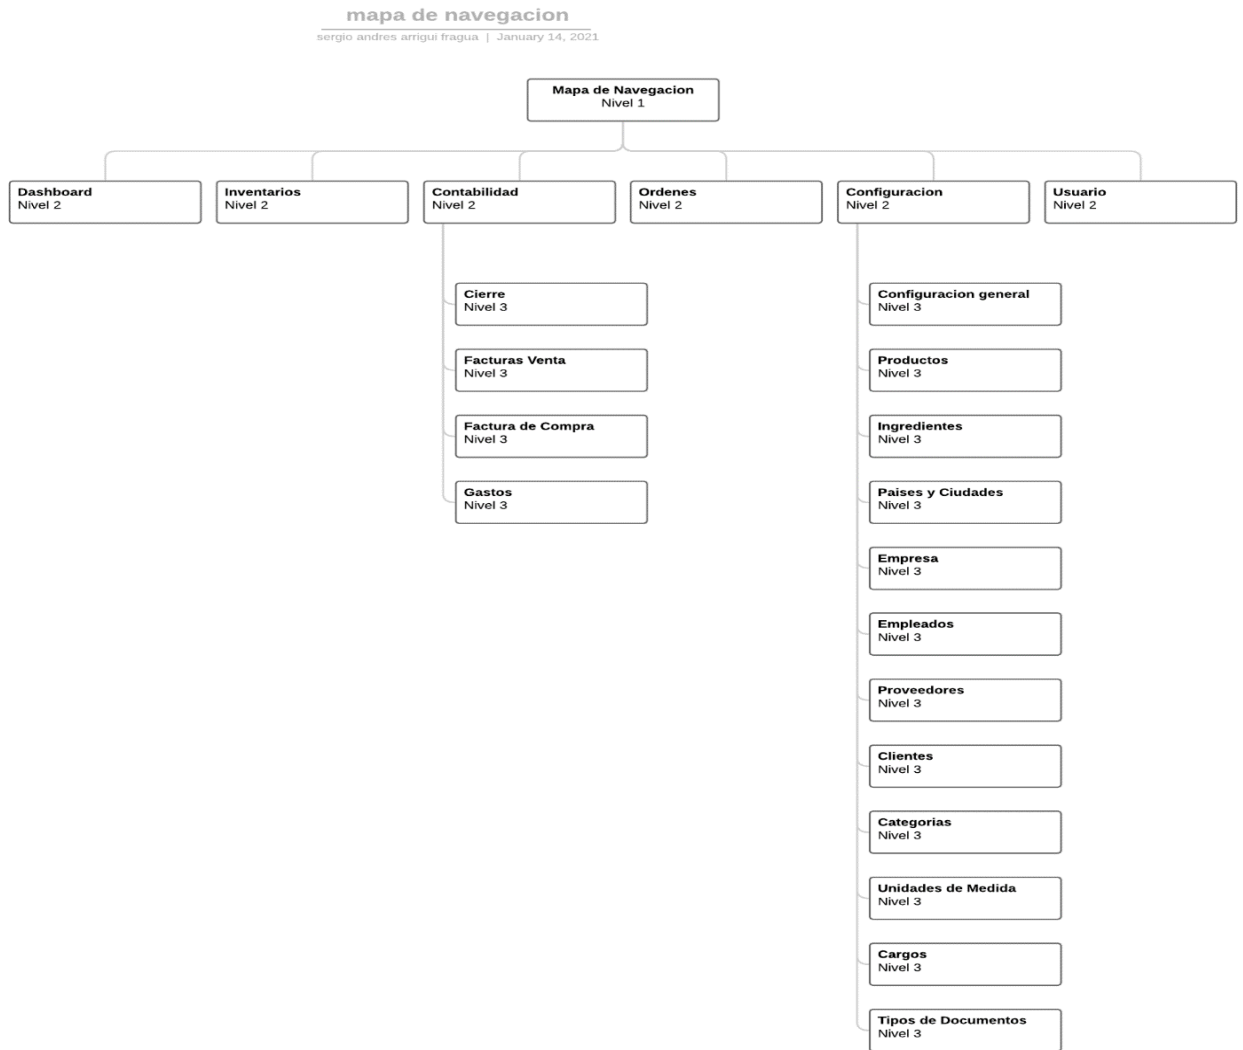 mapa de navegacion
sergio andres arrigui fragua | January 14, 2021
Mapa de Navegacion
Nivel 1
Dashboard
Nivel 2
Inventarios
Nivel 2
Contabilidad
Nivel 2
Ordenes
Nivel 2
Configuracion
Nivel 2
Usuario
Nivel 2
Cierre
Nivel 3
Facturas Venta
Nivel 3
Factura de Compra
Nivel 3
Gastos
Nivel 3
Configuracion general
Nivel 3
Productos
Nivel 3
Ingredientes
Nivel 3
Paises y Ciudades
Nivel 3
Empresa
Nivel 3
Empleados
Nivel 3
Proveedores
Nivel 3
Clientes
Nivel 3
Categorias
Nivel 3
Unidades de Medida
Nivel 3
Cargos
Nivel 3
Tipos de Documentos
Nivel 3